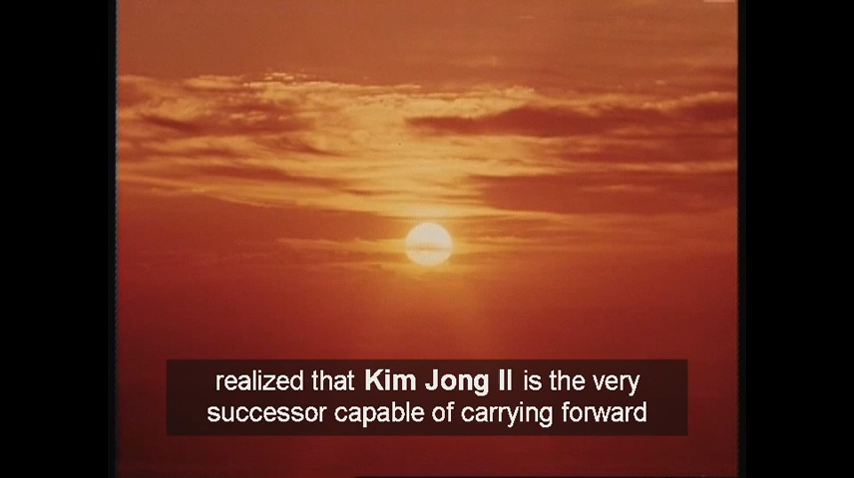 realized that Kim Jong Il is the very
successor capable of carrying forward